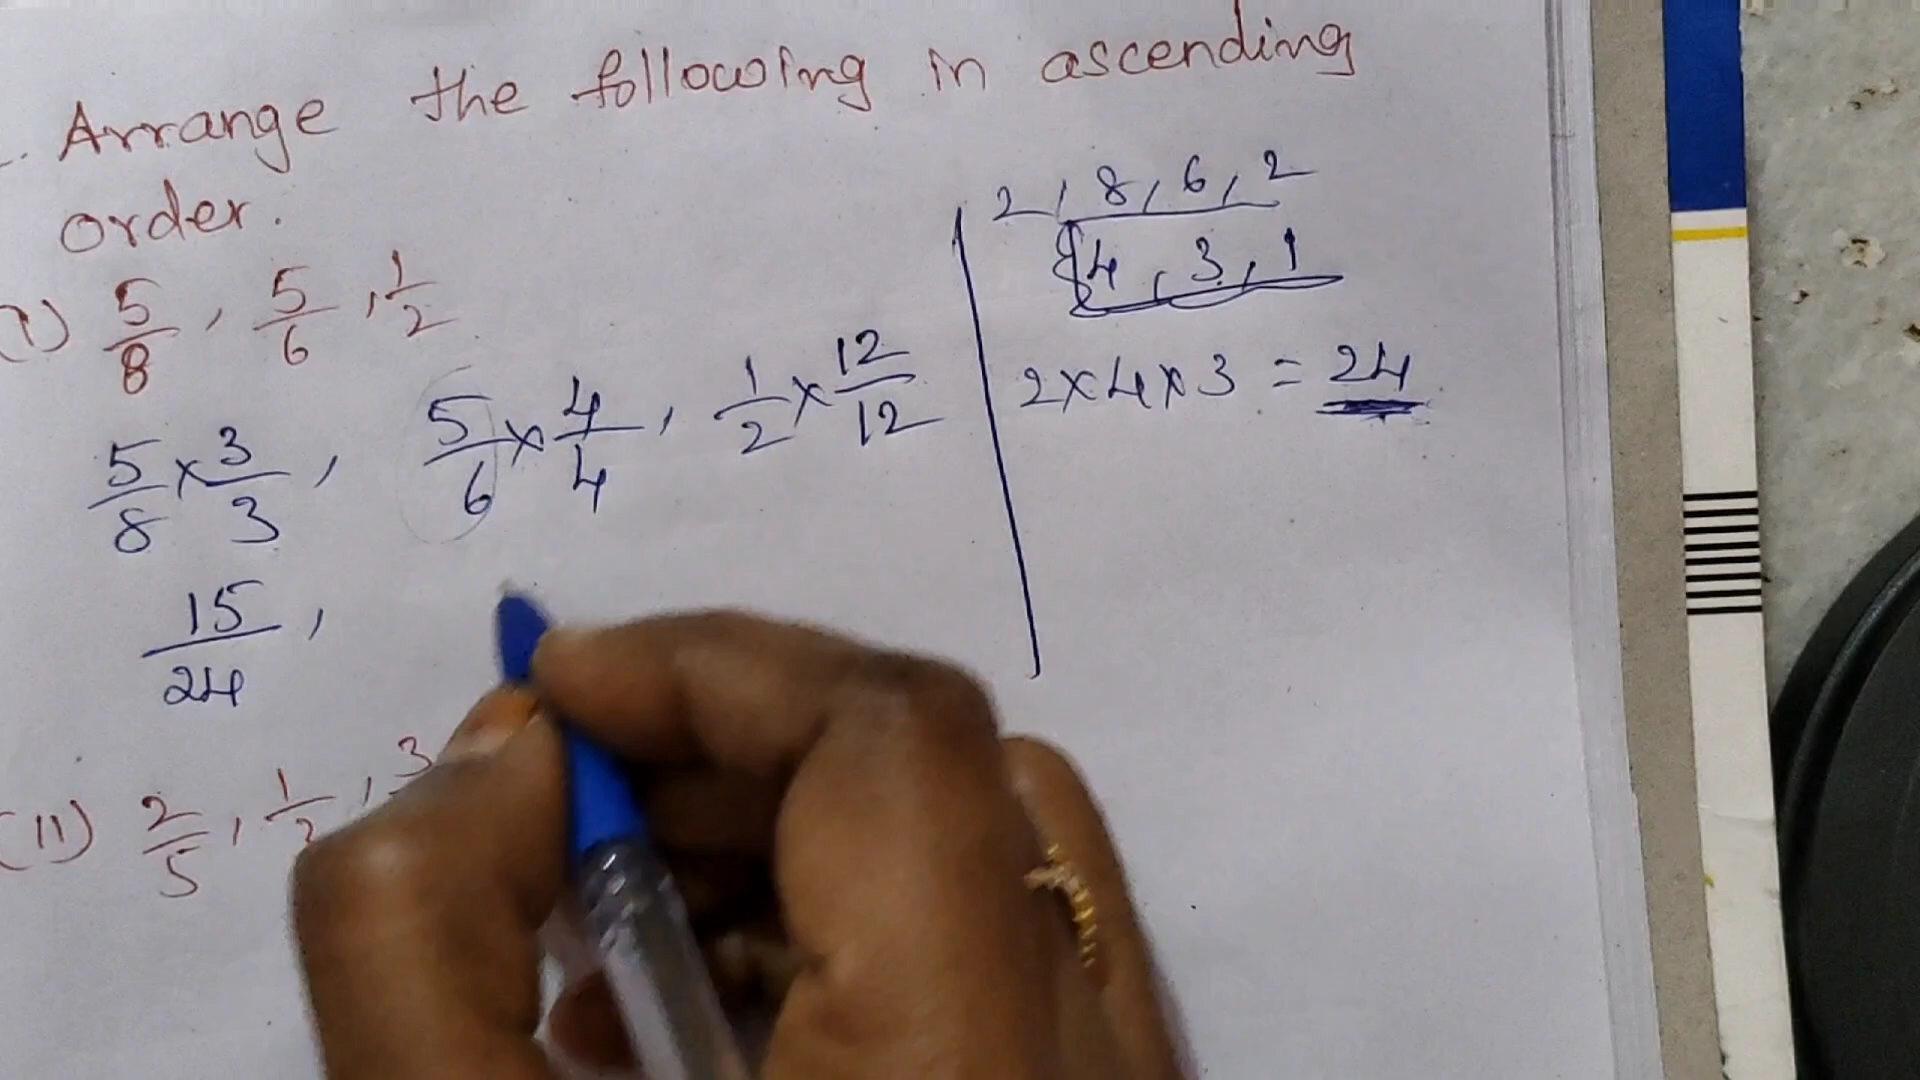 Arrange the following in ascending
order.
(I) 5/8 , 5/6 , 1/2
5/8 × 3/3 , 5/6 × 4/4 , 1/2 × 12/12
15/24 ,
(II) 2/5 , 1/2 , 3
2 | 8 , 6 , 2
4 , 3 , 1
2×4×3 = 24